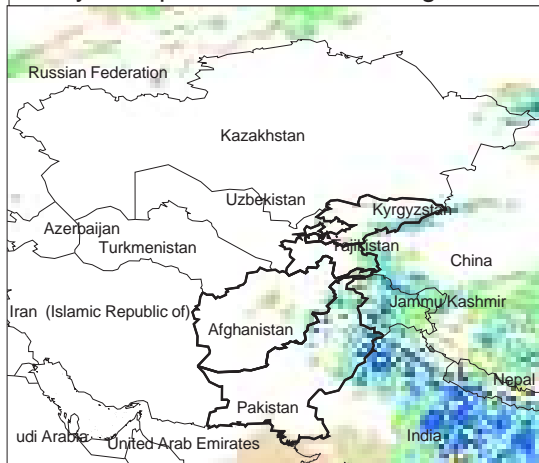 Russian Federation
Kazakhstan
Uzbekistan
Kyrgyzstan
Azerbaijan
Turkmenistan
Tajikistan
China
Iran (Islamic Republic of)
Jammu Kashmir
Afghanistan
Nepal
Pakistan
udi Arabia
United Arab Emirates
India